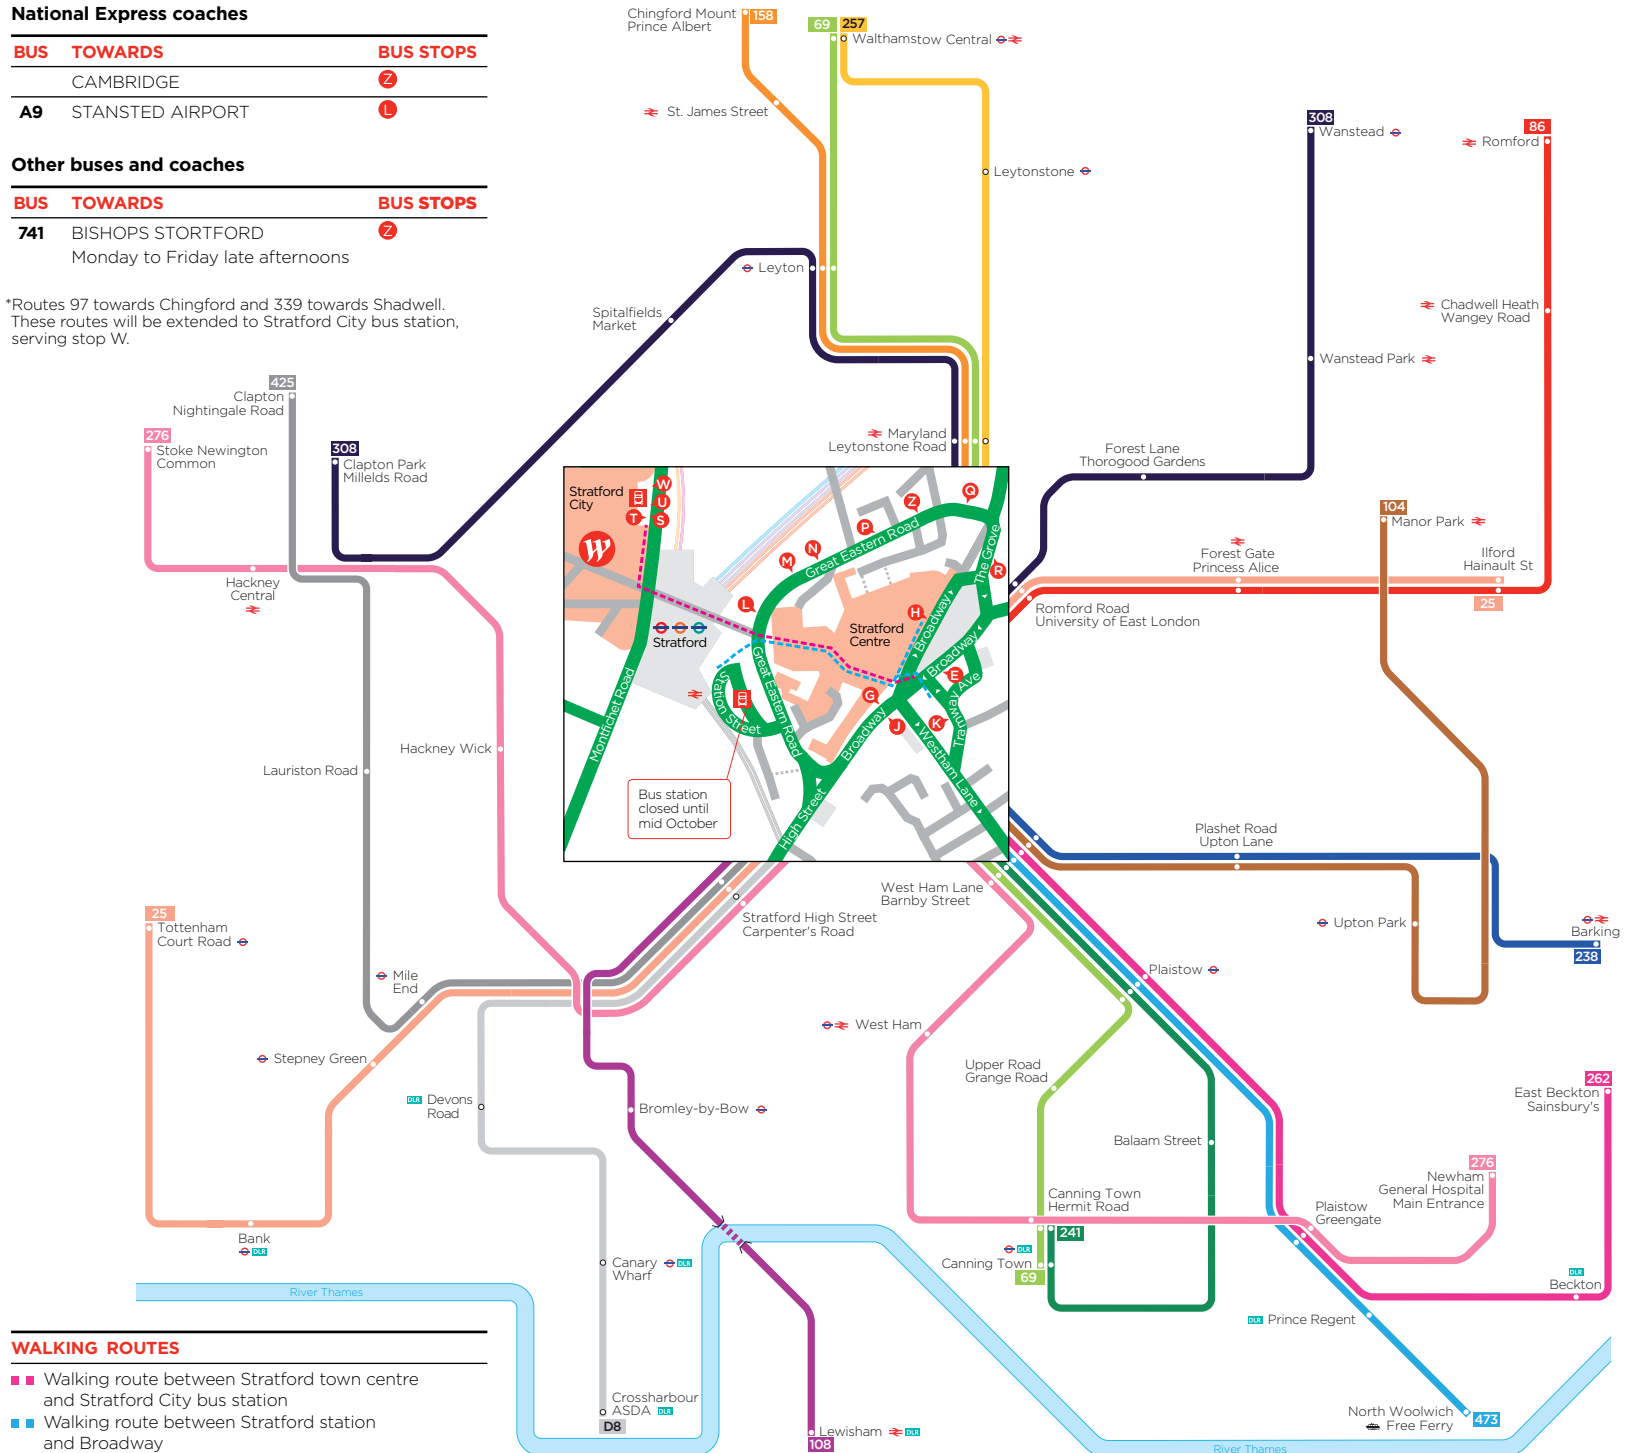 National Express coaches
BUS TOWARDS BUS STOPS
CAMBRIDGE Z
A9 STANSTED AIRPORT L
Other buses and coaches
BUS TOWARDS BUS STOPS
741 BISHOPS STORTFORD Z
Monday to Friday late afternoons
*Routes 97 towards Chingford and 339 towards Shadwell.
These routes will be extended to Stratford City bus station,
serving stop W.
Chingford Mount
Prince Albert
158
69
257
Walthamstow Central
St. James Street
Leytonstone
308
Wanstead
86
Romford
Leyton
Spitalfields
Market
Chadwell Heath
Wangey Road
Wanstead Park
425
Clapton
Nightingale Road
276
Stoke Newington
Common
308
Clapton Park
Millelds Road
Maryland
Leytonstone Road
Forest Lane
Thorogood Gardens
104
Manor Park
Forest Gate
Princess Alice
Ilford
Hainault St
25
Romford Road
University of East London
Hackney
Central
Hackney Wick
Lauriston Road
Stratford
City
W
U
T
S
W
M
N
P
Z
Q
R
L
H
E
G
J
K
Great Eastern Road
The Grove
Broadway
Broadway
Stratford
Centre
Stratford
Montfichet Road
Station Street
Great Eastern Road
Broadway
Tramway Ave
Westham Lane
High Street
Bus station
closed until
mid October
Plashet Road
Upton Lane
Upton Park
Barking
238
West Ham Lane
Barnby Street
Stratford High Street
Carpenter's Road
25
Tottenham
Court Road
Mile
End
Stepney Green
Plaistow
West Ham
Upper Road
Grange Road
Devons
Road
Bromley-by-Bow
Balaam Street
262
East Beckton
Sainsbury's
276
Newham
General Hospital
Main Entrance
Canning Town
Hermit Road
Plaistow
Greengate
241
Canning Town
69
Bank
DLR
Canary
Wharf
DLR
Beckton
Prince Regent
River Thames
WALKING ROUTES
Walking route between Stratford town centre
and Stratford City bus station
Walking route between Stratford station
and Broadway
Crossharbour
ASDA DLR
D8
Lewisham DLR
108
North Woolwich
Free Ferry
473
River Thames